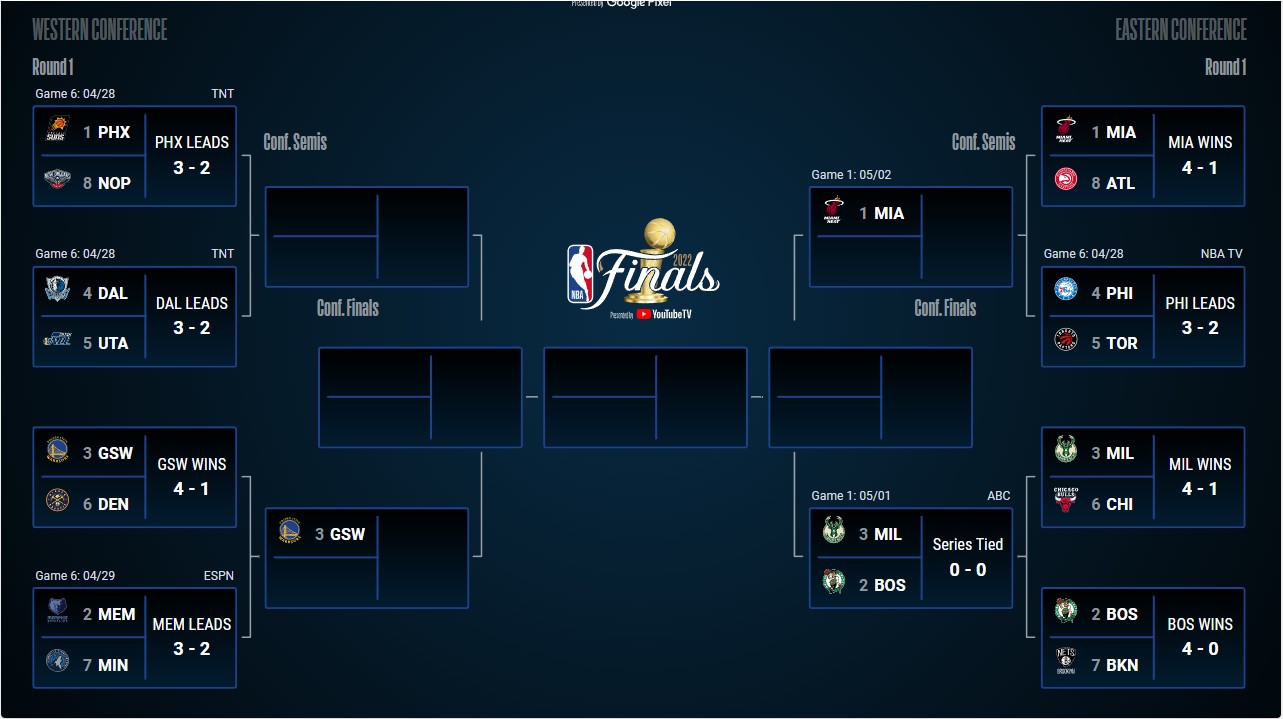 Presented by Google Pixel
WESTERN CONFERENCE
EASTERN CONFERENCE
Round 1
Round 1
Game 6: 04/28 TNT
1 PHX
8 NOP
PHX LEADS
3 - 2
Game 6: 04/28 TNT
4 DAL
5 UTA
DAL LEADS
3 - 2
3 GSW
6 DEN
GSW WINS
4 - 1
Game 6: 04/29 ESPN
2 MEM
7 MIN
MEM LEADS
3 - 2
Conf. Semis
3 GSW
Conf. Finals
2022
NBA Finals
Presented by YouTubeTV
Conf. Semis
Game 1: 05/02
1 MIA
Conf. Finals
Game 1: 05/01 ABC
3 MIL
2 BOS
Series Tied
0 - 0
1 MIA
8 ATL
MIA WINS
4 - 1
Game 6: 04/28 NBA TV
4 PHI
5 TOR
PHI LEADS
3 - 2
3 MIL
CHICAGO
BULLS
6 CHI
MIL WINS
4 - 1
2 BOS
NETS
BROOKLYN
7 BKN
BOS WINS
4 - 0